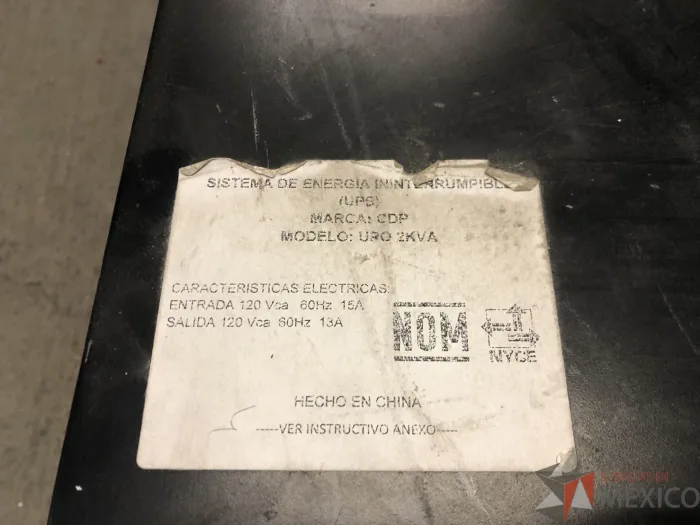 SISTEMA DE ENERGIA ININTERRUMPIBLE
(UPS)
MARCA: CDP
MODELO: UPO 2KVA
CARACTERISTICAS ELECTRICAS:
ENTRADA 120 Vca 60Hz 15A
SALIDA 120 Vca 60Hz 13A
NOM
NYCE
HECHO EN CHINA
-----VER INSTRUCTIVO ANEXO-----
MEXICO